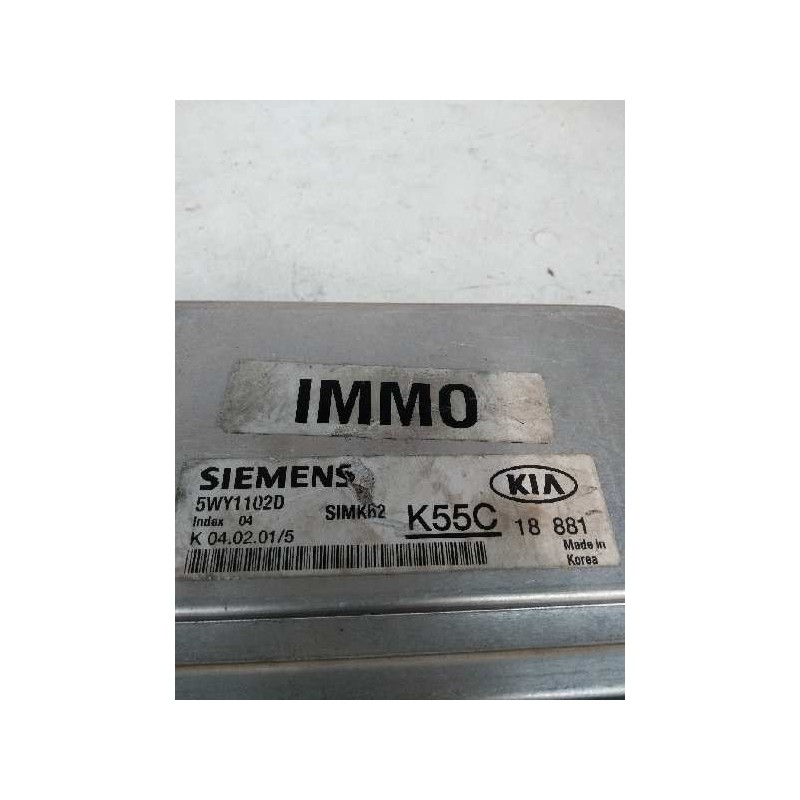 IMMO
SIEMENS
5WY1102D
Index 04
SIMK62
K55C 18 881
KIA
K 04.02.01/5
Made in
Korea